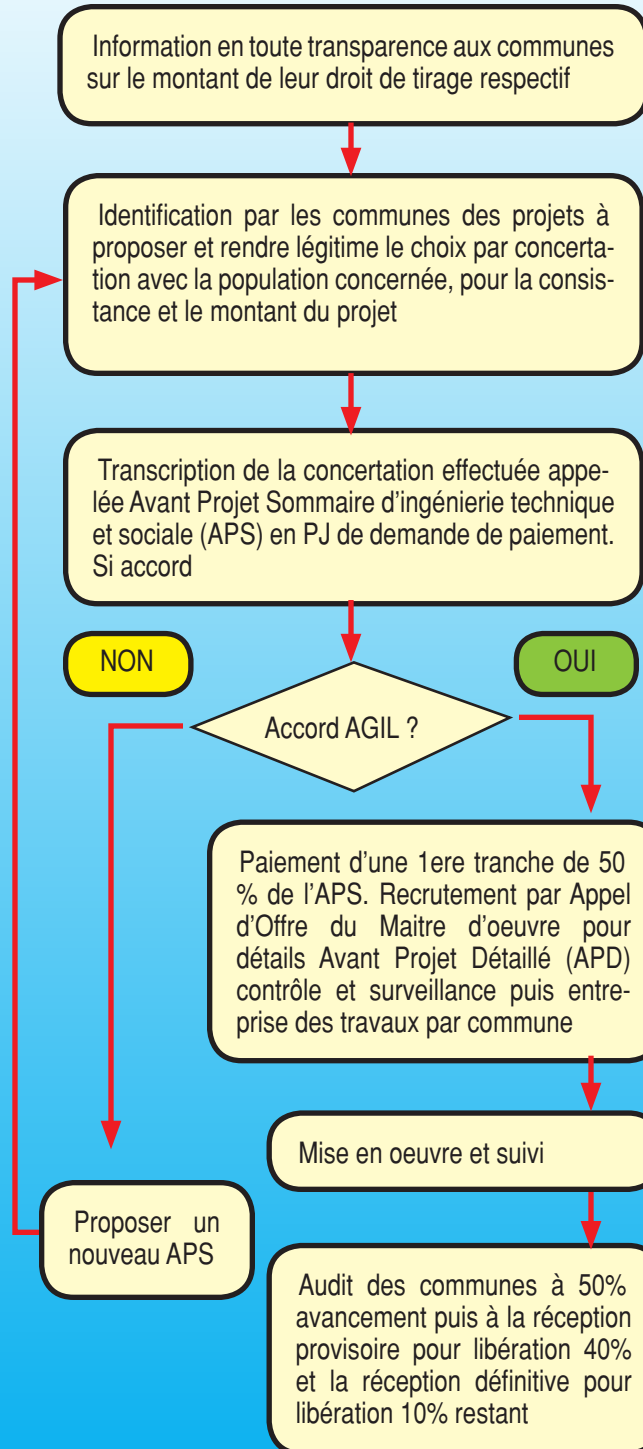 Information en toute transparence aux communes
sur le montant de leur droit de tirage respectif
Identification par les communes des projets à
proposer et rendre légitime le choix par concerta-
tion avec la population concernée, pour la consis-
tance et le montant du projet
Transcription de la concertation effectuée appe-
lée Avant Projet Sommaire d'ingénierie technique
et sociale (APS) en PJ de demande de paiement.
Si accord
NON
OUI
Accord AGIL ?
Paiement d'une 1ere tranche de 50
% de l'APS. Recrutement par Appel
d'Offre du Maitre d'oeuvre pour
détails Avant Projet Détaillé (APD)
contrôle et surveillance puis entre-
prise des travaux par commune
Mise en oeuvre et suivi
Proposer un
nouveau APS
Audit des communes à 50%
avancement puis à la réception
provisoire pour libération 40%
et la réception définitive pour
libération 10% restant